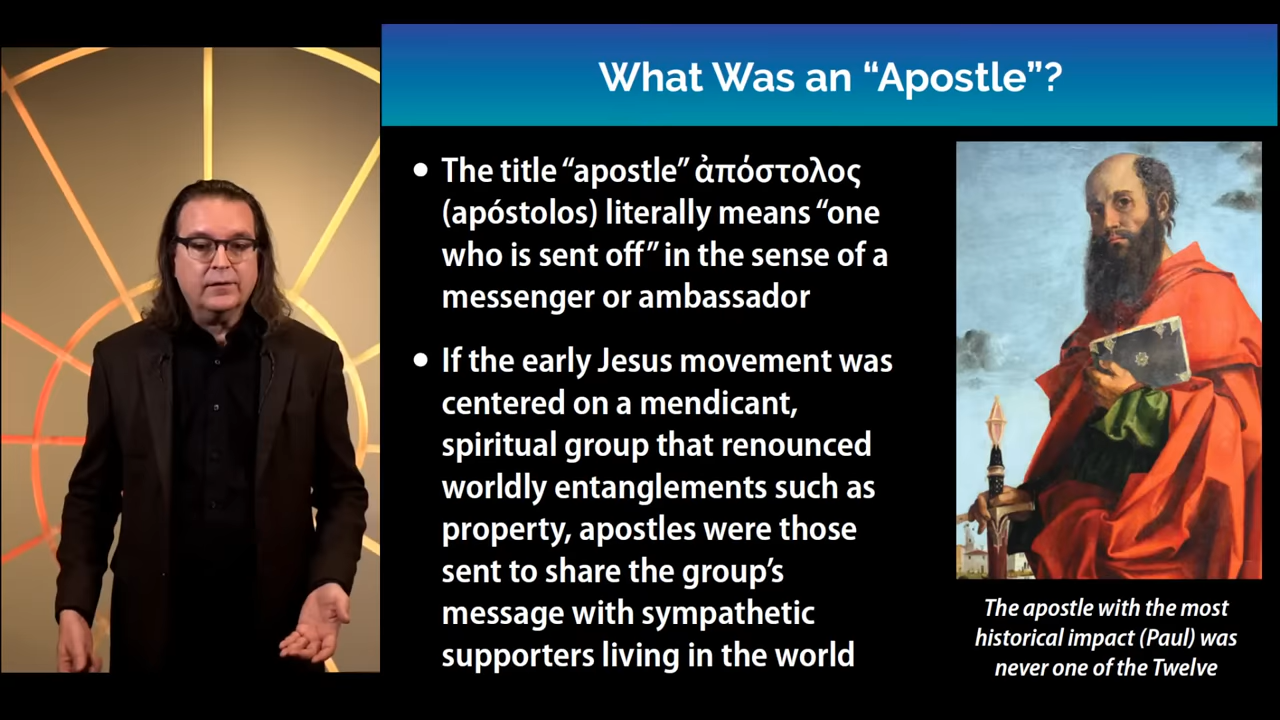 What Was an “Apostle”?
• The title “apostle” ἀπόστολος
(apóstolos) literally means “one
who is sent off” in the sense of a
messenger or ambassador
• If the early Jesus movement was
centered on a mendicant,
spiritual group that renounced
worldly entanglements such as
property, apostles were those
sent to share the group’s
message with sympathetic
supporters living in the world
The apostle with the most
historical impact (Paul) was
never one of the Twelve